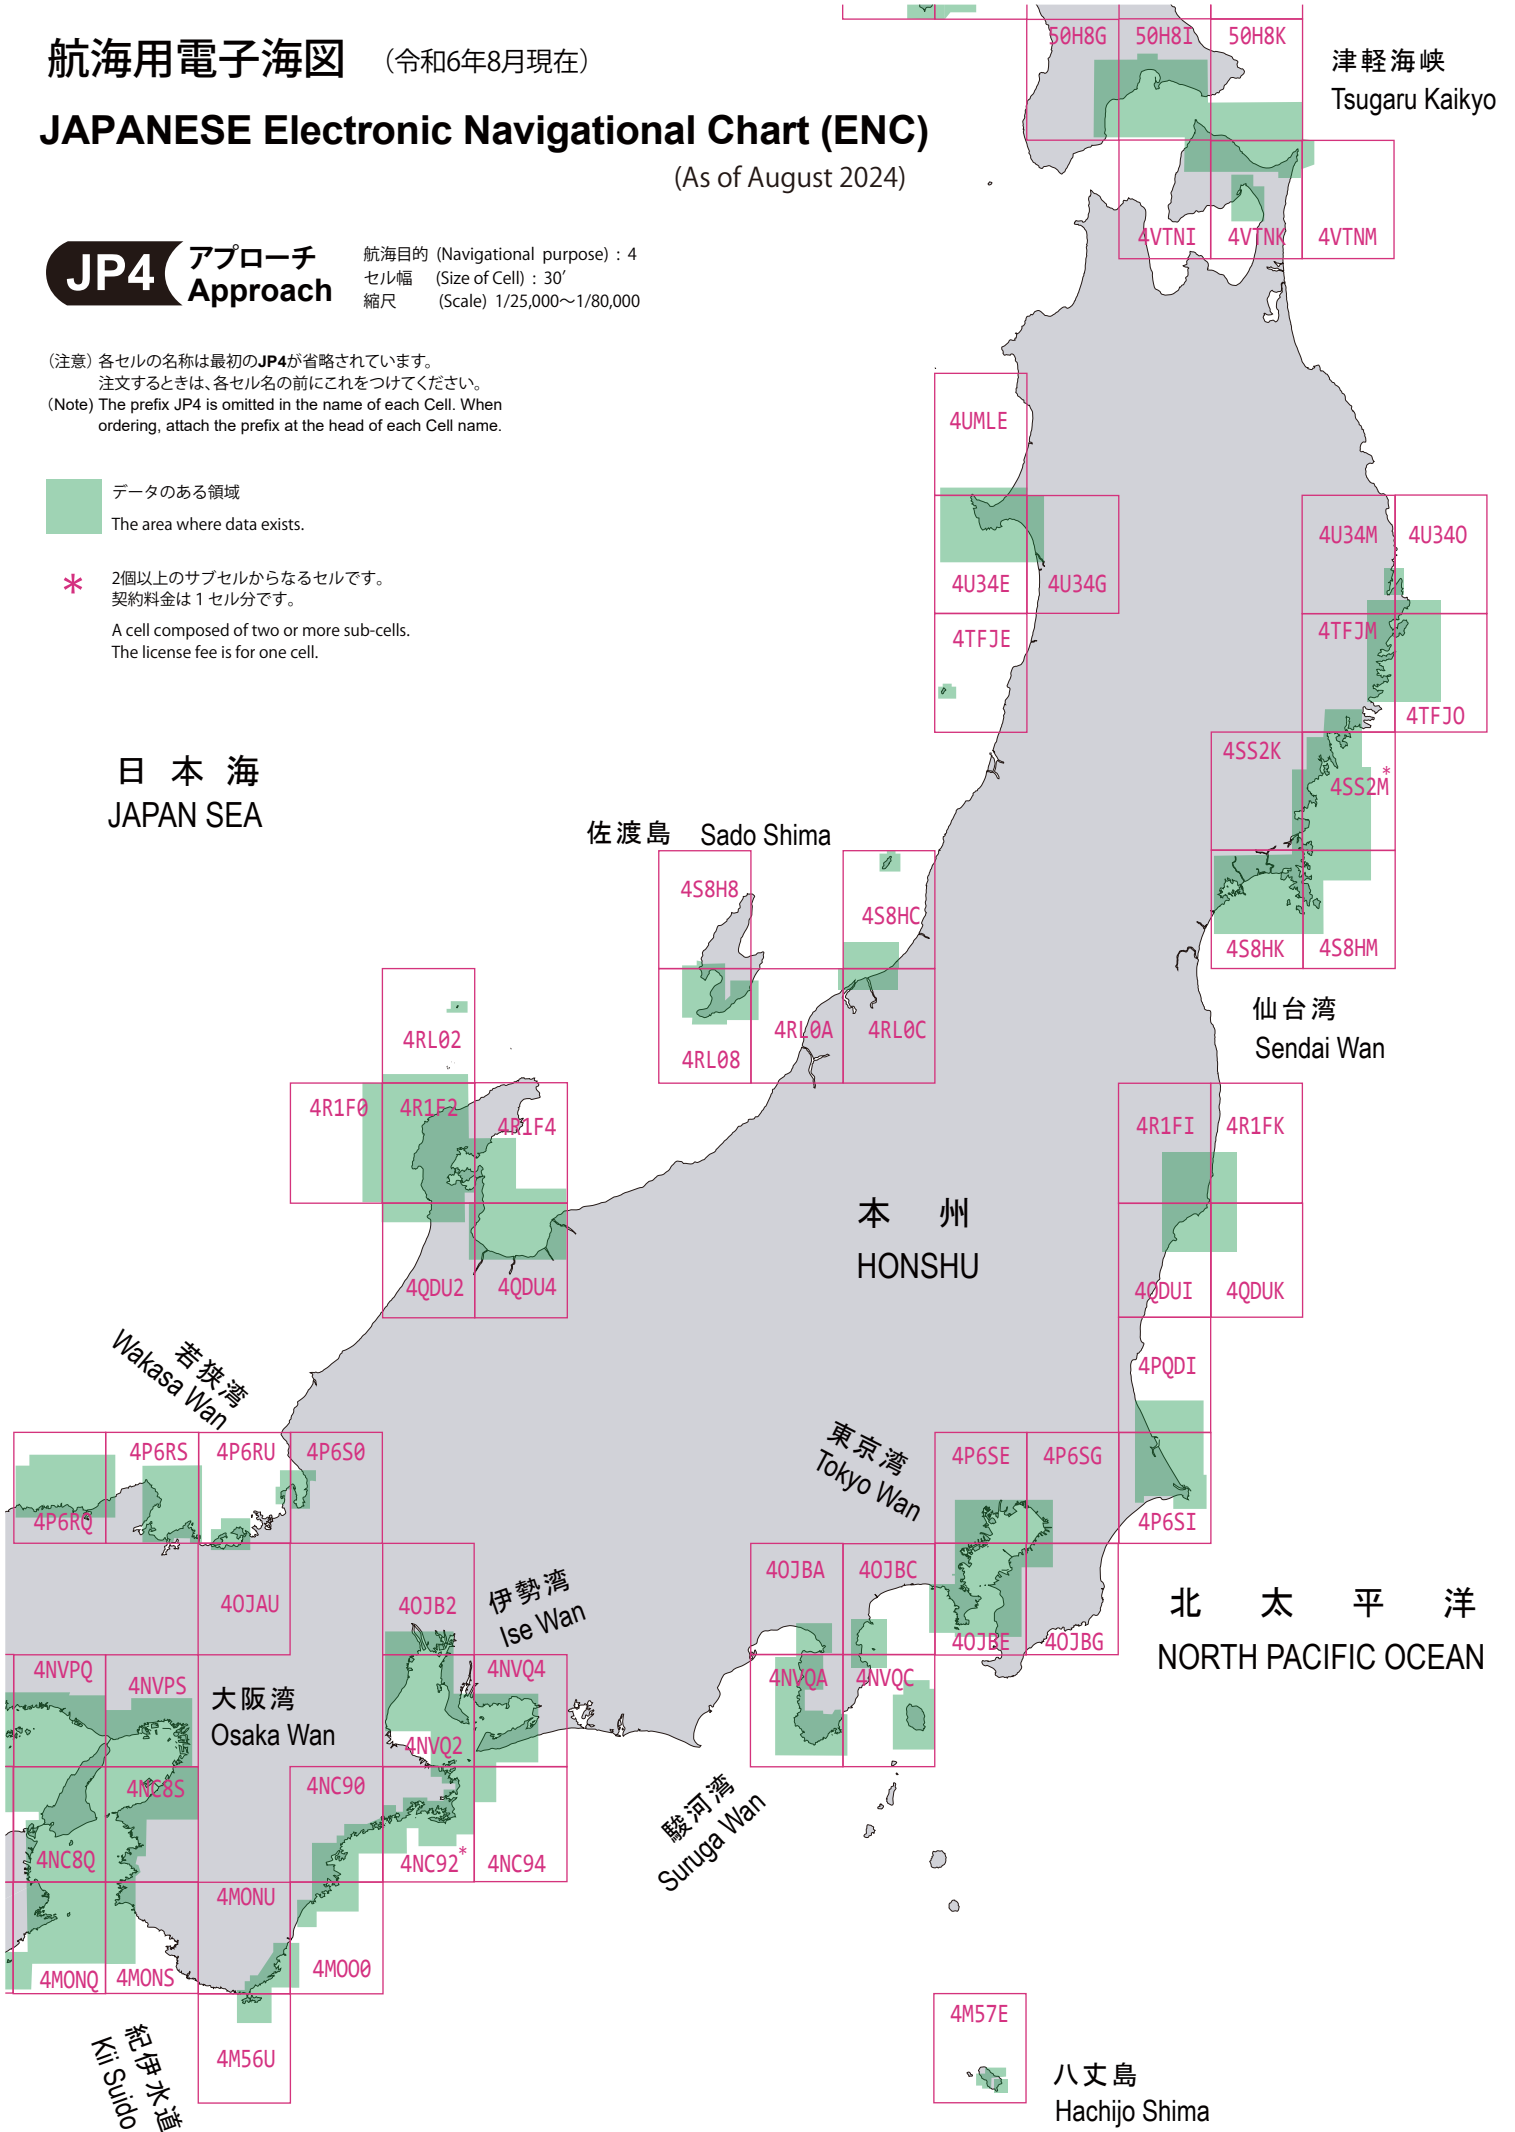 航海用電子海図 （令和6年8月現在）
JAPANESE Electronic Navigational Chart (ENC)
(As of August 2024)
JP4 アプローチ Approach
航海目的 (Navigational purpose) : 4
セル幅 (Size of Cell) : 30′
縮尺 (Scale) 1/25,000～1/80,000
（注意）各セルの名称は最初のJP4が省略されています。
注文するときは、各セル名の前にこれをつけてください。
(Note) The prefix JP4 is omitted in the name of each Cell. When
ordering, attach the prefix at the head of each Cell name.
データのある領域
The area where data exists.
* 2個以上のサブセルからなるセルです。
契約料金は1セル分です。
A cell composed of two or more sub-cells.
The license fee is for one cell.
50H8G 50H8I 50H8K
津軽海峡
Tsugaru Kaikyo
4VTNI 4VTNK 4VTNM
4UMLE
4U34M 4U34O
4U34E 4U34G
4TFJE 4TFJM
4TFJO
4SS2K
4SS2M*
日本海
JAPAN SEA
佐渡島 Sado Shima
4S8H8
4S8HC
4S8HK 4S8HM
仙台湾
Sendai Wan
4RL02
4RL08 4RL0A 4RL0C
4R1F0 4R1F2 4R1F4
4R1FI 4R1FK
本州
HONSHU
4QDU2 4QDU4
4QDUI 4QDUK
若狭湾
Wakasa Wan
4PQDI
東京湾
Tokyo Wan
4P6RS 4P6RU 4P6S0
4P6SE 4P6SG
4P6RQ
4P6SI
4OJAU 4OJB2
伊勢湾
Ise Wan
4OJBA 4OJBC
4OJBE 4OJBG
北太平洋
NORTH PACIFIC OCEAN
4NVPQ 4NVPS
大阪湾
Osaka Wan
4NVQ4
4NVQA 4NVQC
4NVQ2
4NC8S 4NC90
駿河湾
Suruga Wan
4NC8Q
4NC92* 4NC94
4MONU
4MONQ 4MONS
4MOO0
4M56U
4M57E
紀伊水道
Kii Suido
八丈島
Hachijo Shima